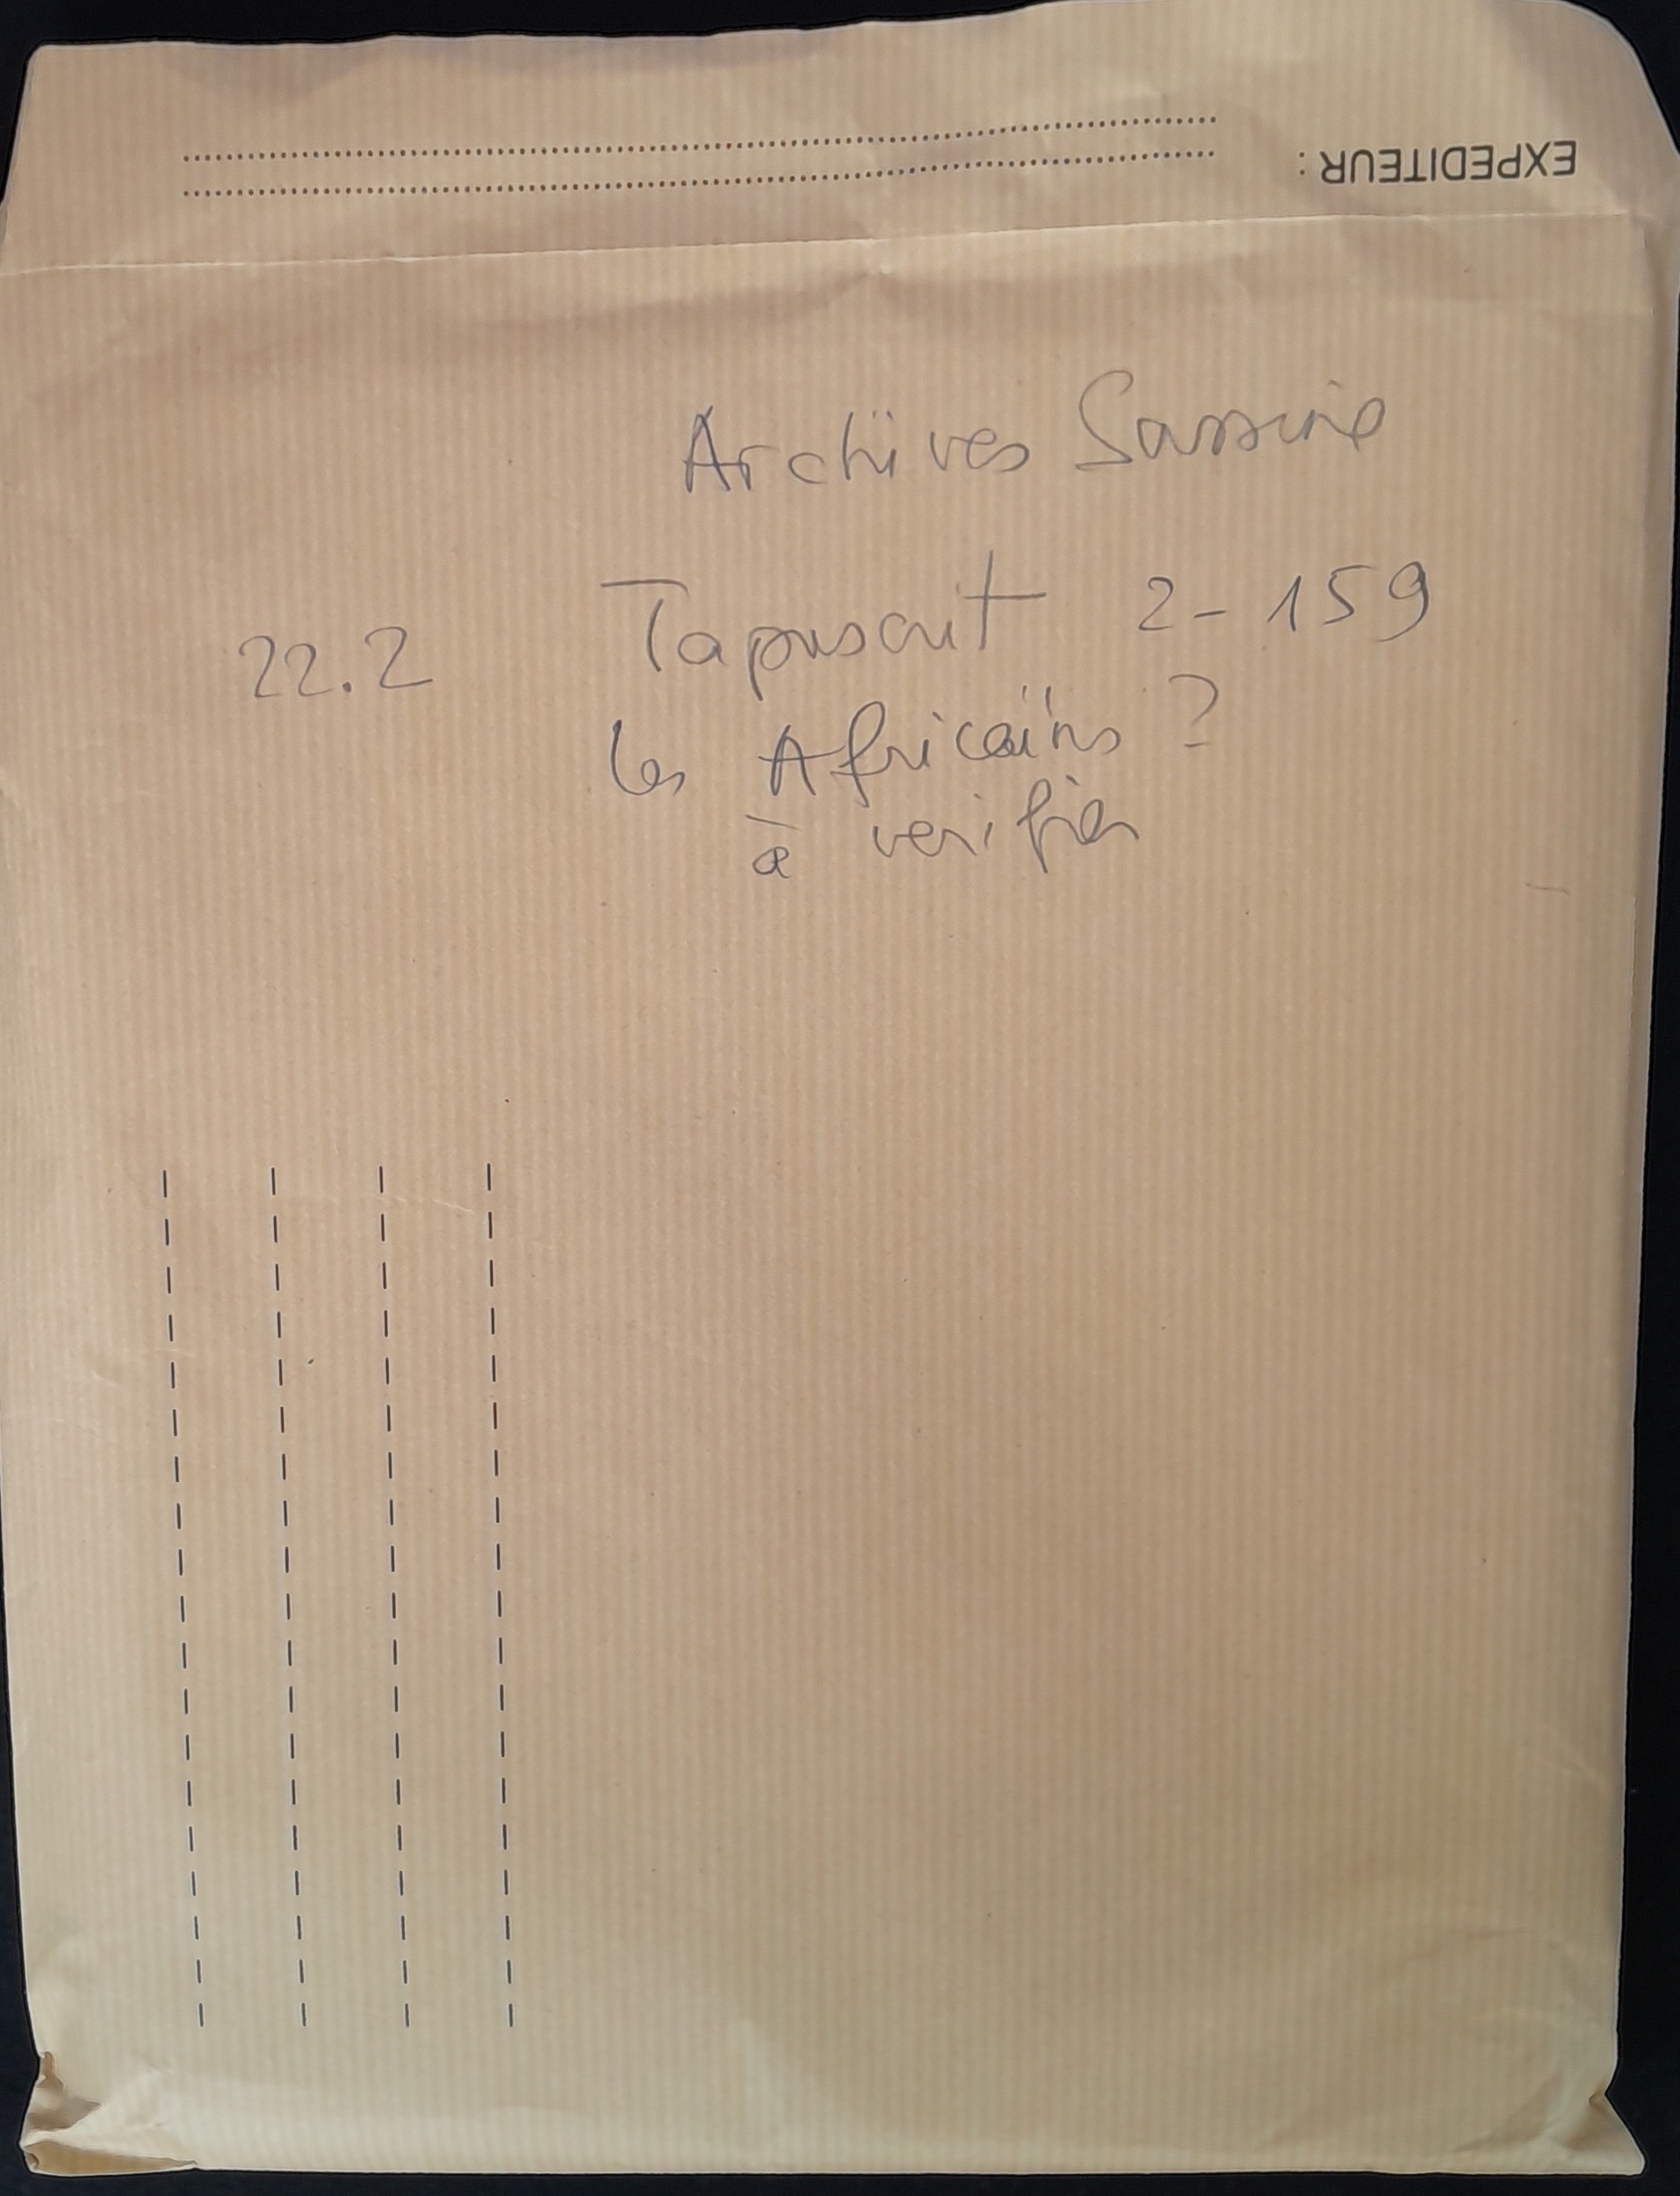 EXPEDITEUR :
Archives Sassine
22.2 Tapuscrit 2-159
les Africains ?
à verifier